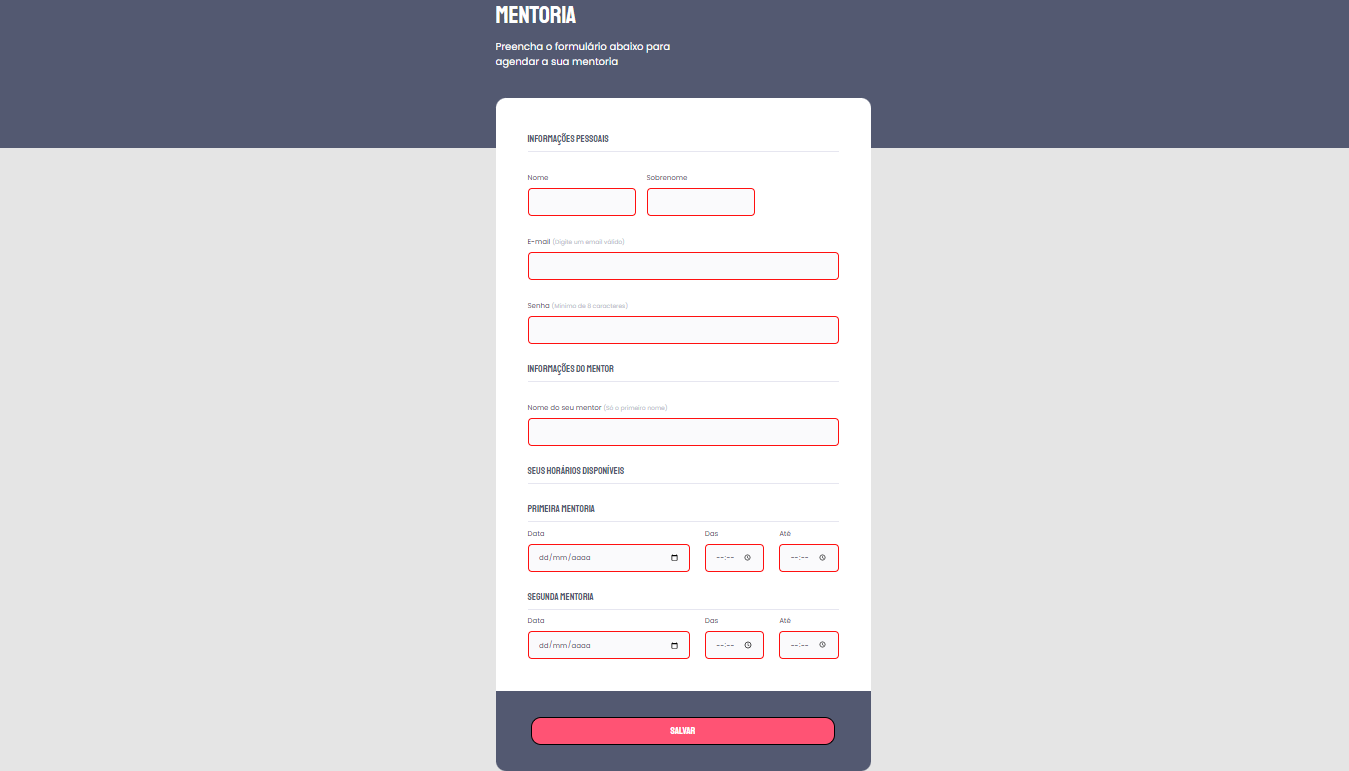 MENTORIA
Preencha o formulário abaixo para
agendar a sua mentoria
INFORMAÇÕES PESSOAIS
Nome Sobrenome
E-mail (Digite um email válido)
Senha (Mínimo de 8 caracteres)
INFORMAÇÕES DO MENTOR
Nome do seu mentor (Só o primeiro nome)
SEUS HORÁRIOS DISPONÍVEIS
PRIMEIRA MENTORIA
Data Das Até
dd/mm/aaaa --:-- --:--
SEGUNDA MENTORIA
Data Das Até
dd/mm/aaaa --:-- --:--
SALVAR